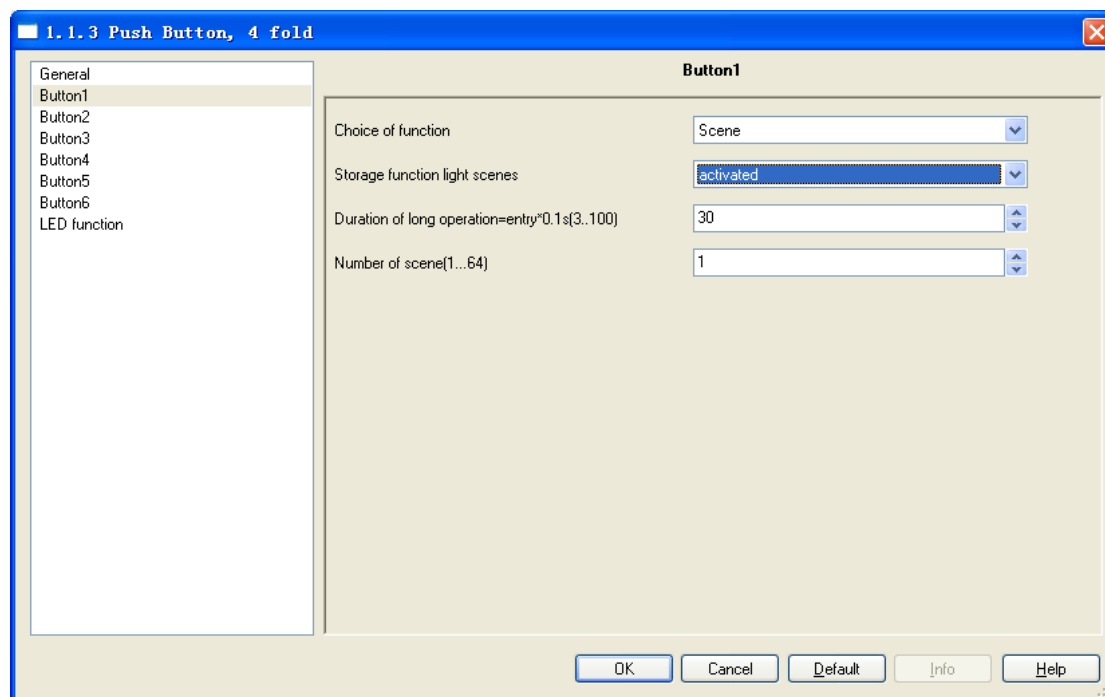 1.1.3 Push Button, 4 fold
General
Button1
Button2
Button3
Button4
Button5
Button6
LED function
Button1
Choice of function
Scene
Storage function light scenes
activated
Duration of long operation=entry*0.1s(3..100)
30
Number of scene(1...64)
1
OK
Cancel
Default
Info
Help